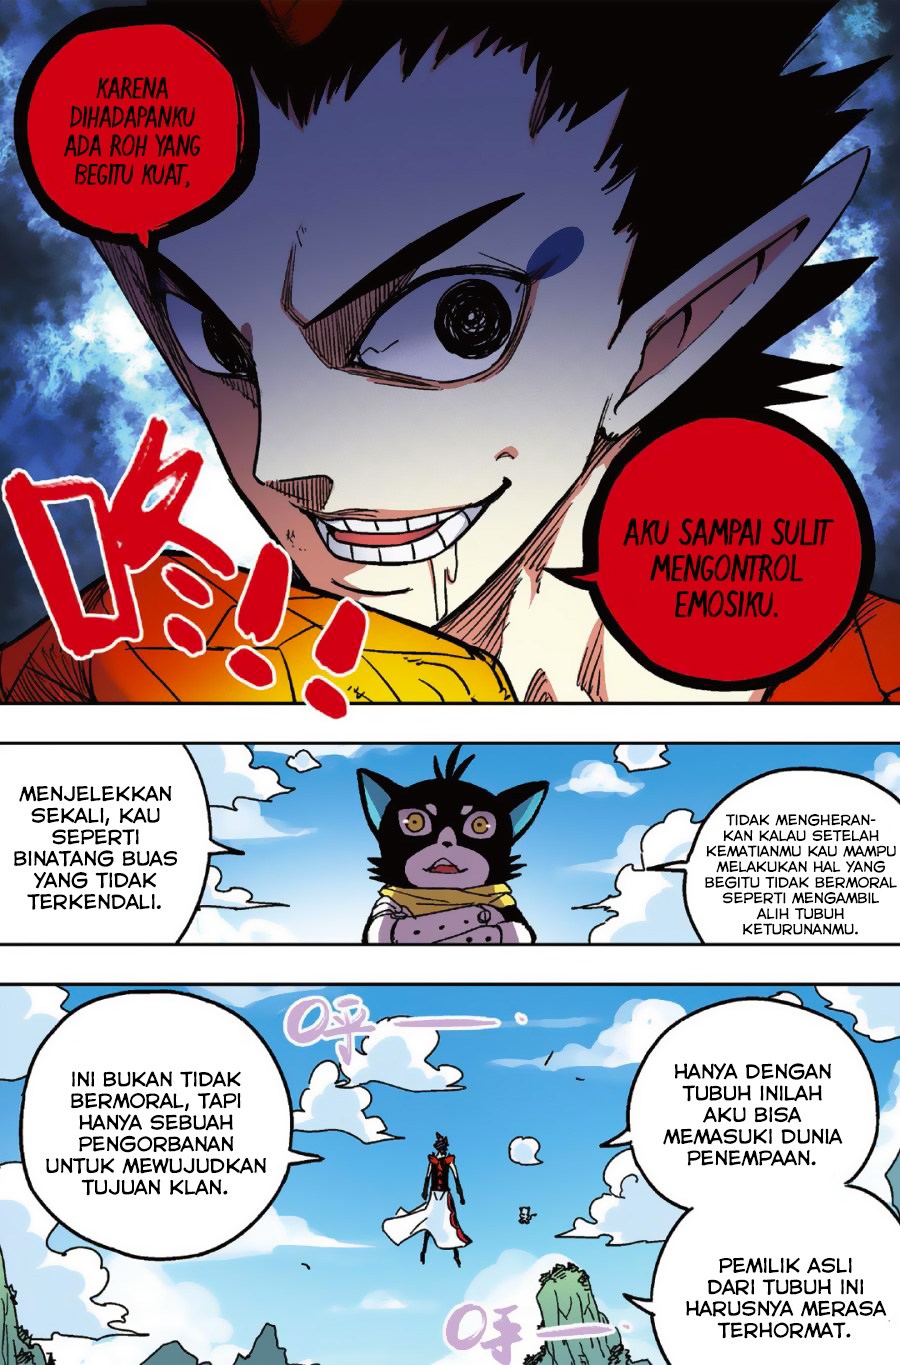 KARENA
DIHADAPANKU
ADA ROH YANG
BEGITU KUAT,
AKU SAMPAI SULIT
MENGONTROL
EMOSIKU.
MENJELEKKAN
SEKALI, KAU
SEPERTI
BINATANG BUAS
YANG TIDAK
TERKENDALI.
TIDAK MENGHERAN-
KAN KALAU SETELAH
KEMATIANMU KAU MAMPU
MELAKUKAN HAL YANG
BEGITU TIDAK BERMORAL
SEPERTI MENGAMBIL
ALIH TUBUH
KETURUNANMU.
呼
INI BUKAN TIDAK
BERMORAL, TAPI
HANYA SEBUAH
PENGORBANAN
UNTUK MEWUJUDKAN
TUJUAN KLAN.
HANYA DENGAN
TUBUH INILAH
AKU BISA
MEMASUKI DUNIA
PENEMPAAN.
PEMILIK ASLI
DARI TUBUH INI
HARUSNYA MERASA
TERHORMAT.
呼